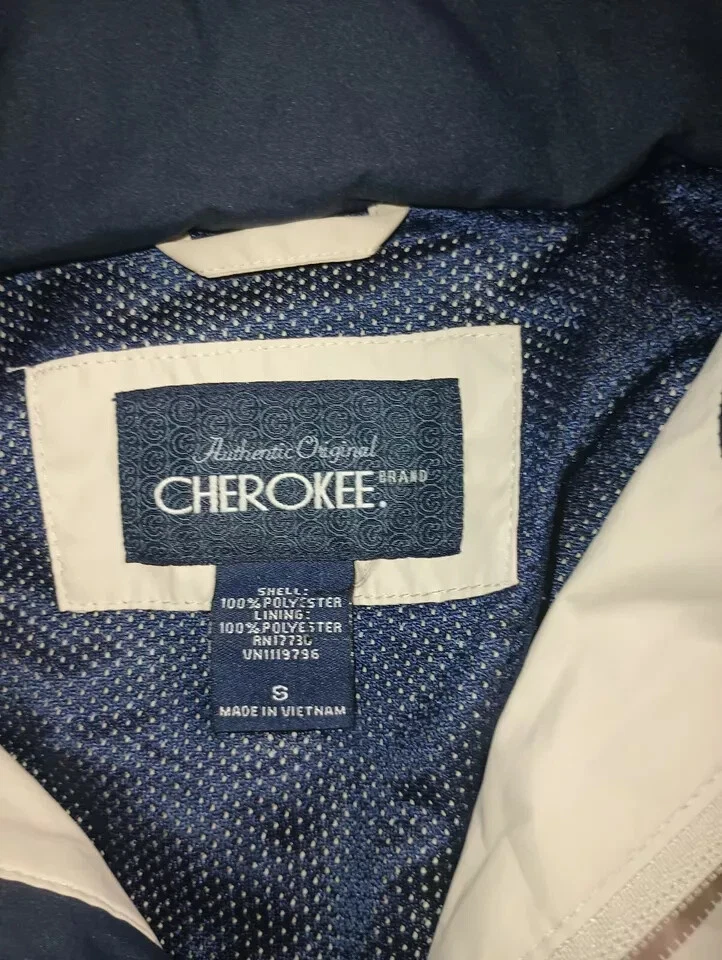 Authentic Original
CHEROKEE.
BRAND
SHELL:
100% POLYESTER
LINING:
100% POLYESTER
RN17730
VN1119796
S
MADE IN VIETNAM